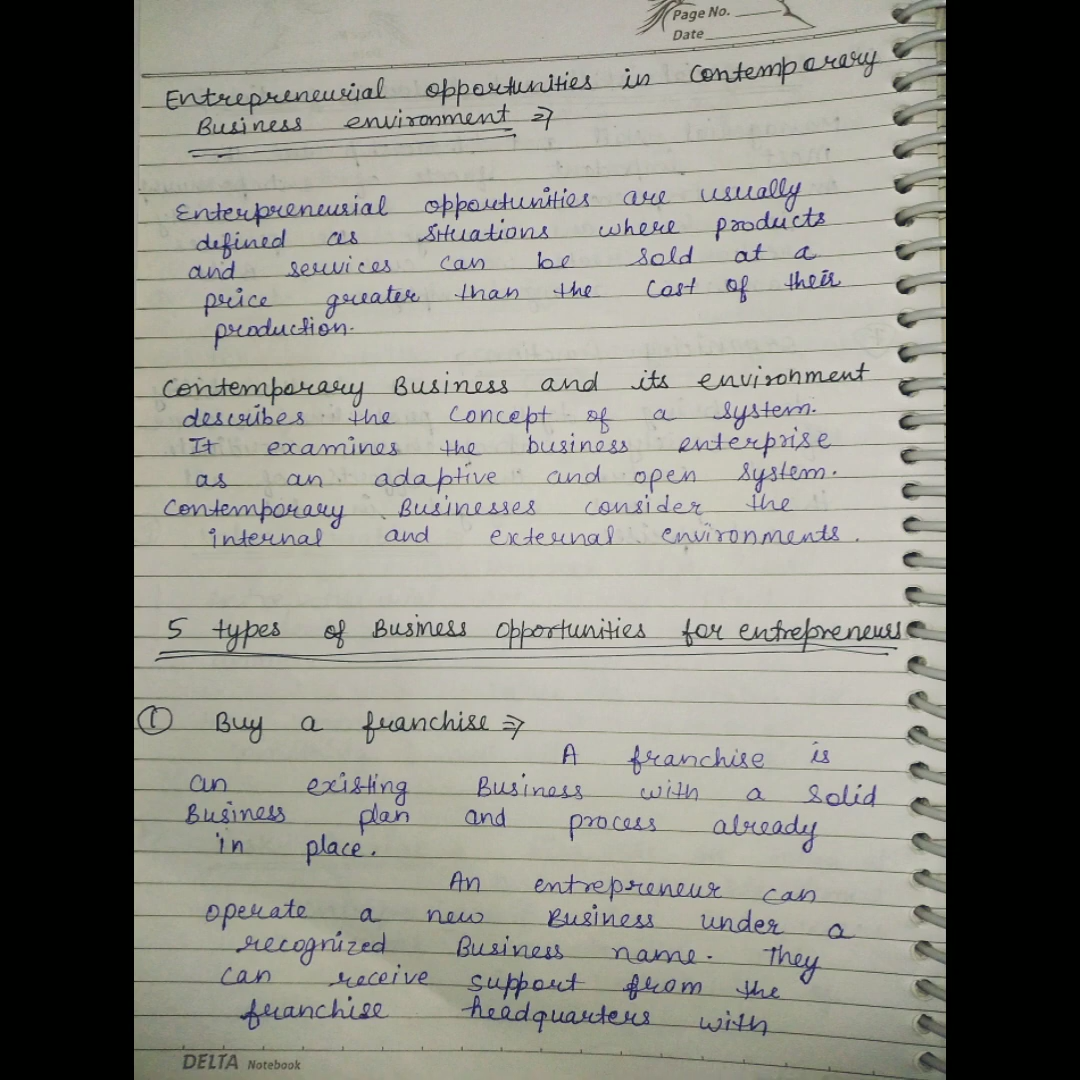 Page No.
Date
Entrepreneurial opportunities in Contemporary
Business environment ⇒
Enterpreneurial opportunities are usually
defined as situations where products
and services can be sold at a
price greater than the cost of their
production.
Contemporary Business and its environment
describes the concept of a system.
It examines the business enterprise
as an adaptive and open system.
Contemporary Businesses consider the
internal and external environments.
5 types of Business opportunities for entrepreneurs
① Buy a franchise ⇒
A franchise is
an existing Business with a solid
Business plan and process already
in place.
An entrepreneur can
operate a new Business under a
recognized Business name. They
can receive support from the
franchise headquarters with
DELTA Notebook